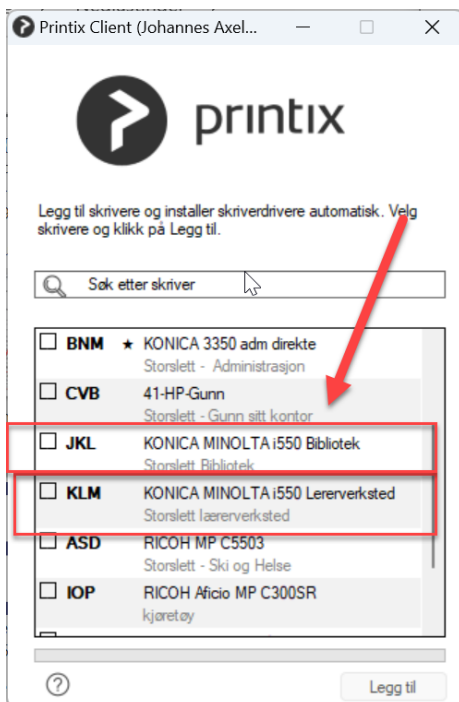 Printix Client (Johannes Axel...
printix
Legg til skrivere og installer skriverdrivere automatisk. Velg
skrivere og klikk på Legg til.
Søk etter skriver
BNM ★ KONICA 3350 adm direkte
Storslett - Administrasjon
CVB 41-HP-Gunn
Storslett - Gunn sitt kontor
JKL KONICA MINOLTA i550 Bibliotek
Storslett Bibliotek
KLM KONICA MINOLTA i550 Lererverksted
Storslett lærerverksted
ASD RICOH MP C5503
Storslett - Ski og Helse
IOP RICOH Aficio MP C300SR
kjøretøy
Legg til